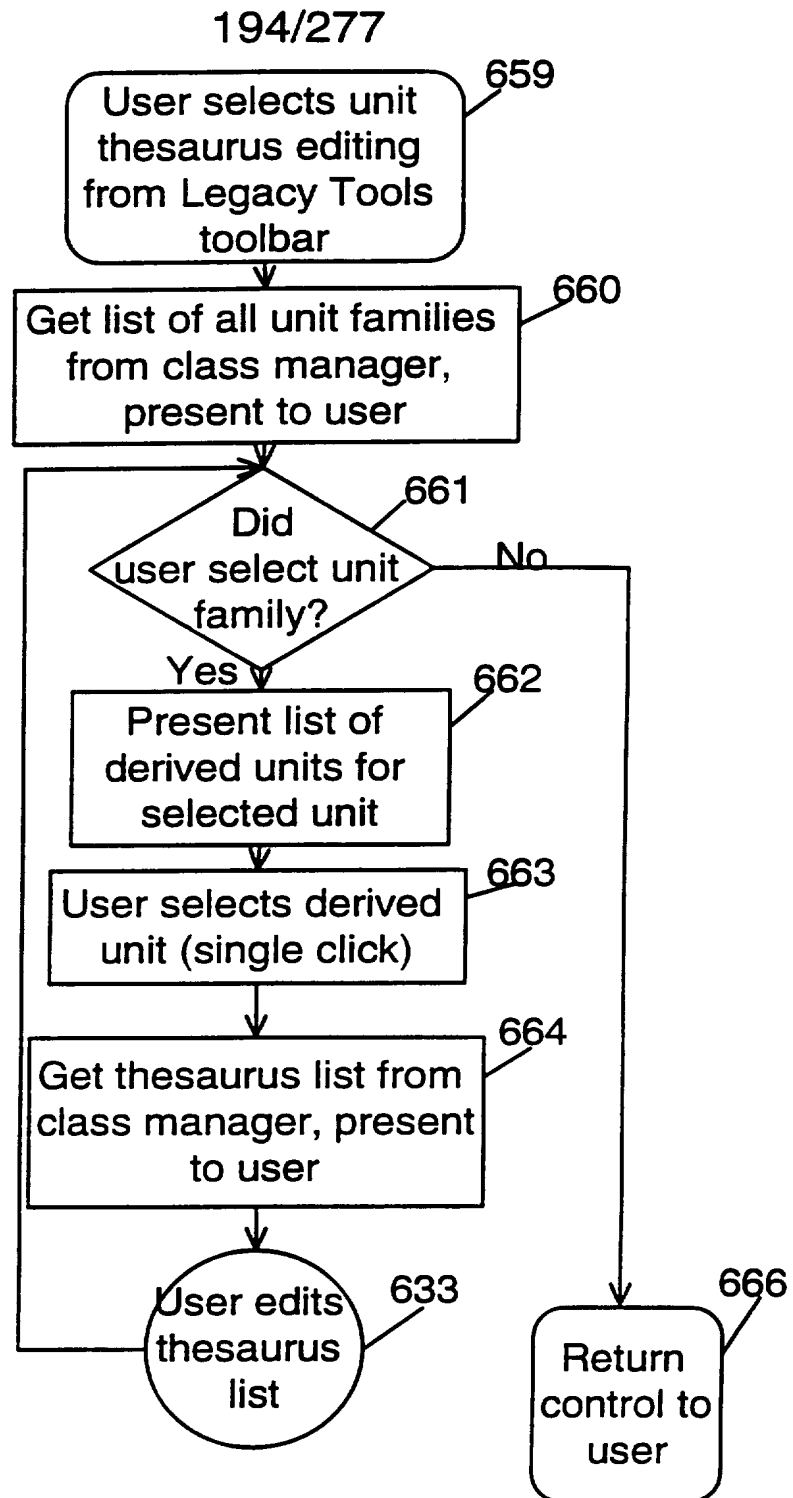 194/277
659
User selects unit
thesaurus editing
from Legacy Tools
toolbar
660
Get list of all unit families
from class manager,
present to user
661
Did
user select unit
family?
No
Yes
662
Present list of
derived units for
selected unit
663
User selects derived
unit (single click)
664
Get thesaurus list from
class manager, present
to user
633
User edits
thesaurus
list
666
Return
control to
user